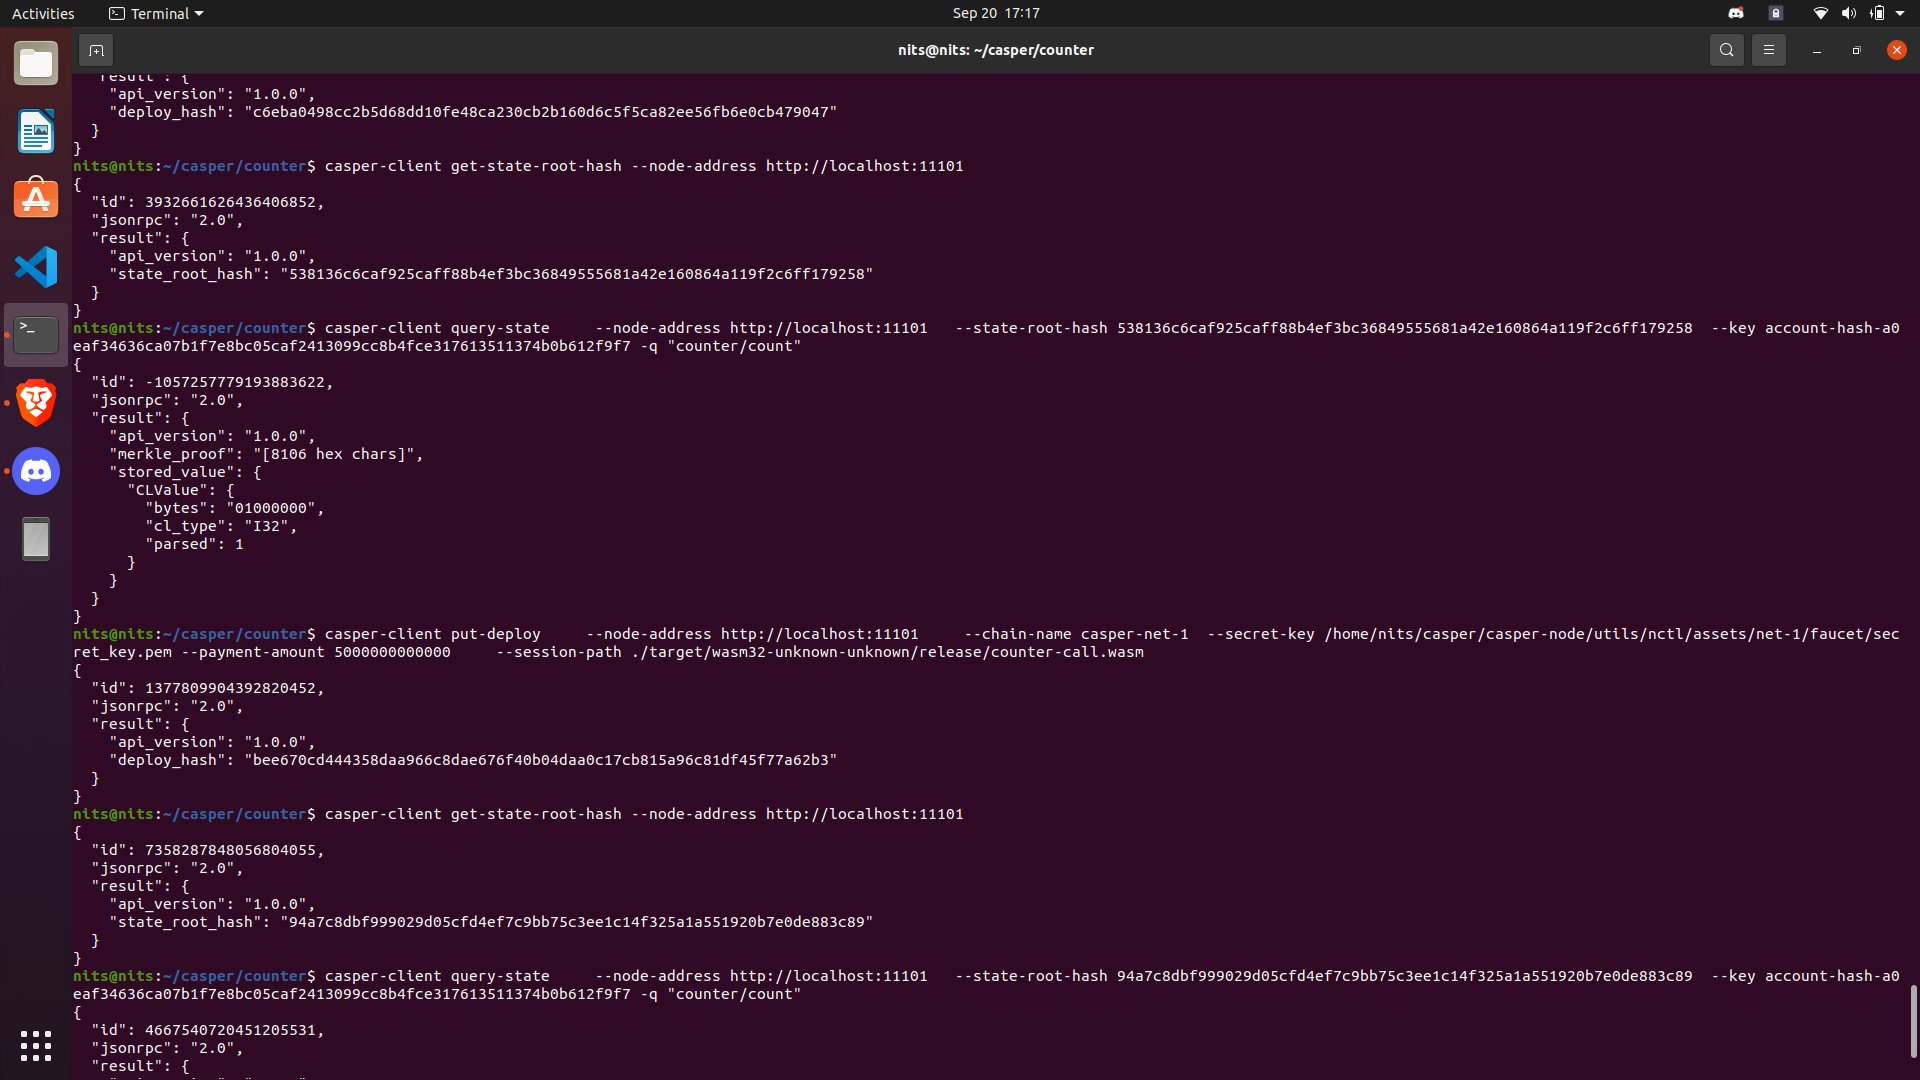 Activities
Terminal
Sep 20 17:17
nits@nits: ~/casper/counter
"result": {
"api_version": "1.0.0",
"deploy_hash": "c6eba0498cc2b5d68dd10fe48ca230cb2b160d6c5f5ca82ee56fb6e0cb479047"
}
}
nits@nits:~/casper/counter$ casper-client get-state-root-hash --node-address http://localhost:11101
{
"id": 3932661626436406852,
"jsonrpc": "2.0",
"result": {
"api_version": "1.0.0",
"state_root_hash": "538136c6caf925caff88b4ef3bc36849555681a42e160864a119f2c6ff179258"
}
}
nits@nits:~/casper/counter$ casper-client query-state     --node-address http://localhost:11101   --state-root-hash 538136c6caf925caff88b4ef3bc36849555681a42e160864a119f2c6ff179258  --key account-hash-a0
eaf34636ca07b1f7e8bc05caf2413099cc8b4fce317613511374b0b612f9f7 -q "counter/count"
{
"id": -1057257779193883622,
"jsonrpc": "2.0",
"result": {
"api_version": "1.0.0",
"merkle_proof": "[8106 hex chars]",
"stored_value": {
"CLValue": {
"bytes": "01000000",
"cl_type": "I32",
"parsed": 1
}
}
}
}
nits@nits:~/casper/counter$ casper-client put-deploy     --node-address http://localhost:11101     --chain-name casper-net-1  --secret-key /home/nits/casper/casper-node/utils/nctl/assets/net-1/faucet/sec
ret_key.pem --payment-amount 5000000000000     --session-path ./target/wasm32-unknown-unknown/release/counter-call.wasm
{
"id": 1377809904392820452,
"jsonrpc": "2.0",
"result": {
"api_version": "1.0.0",
"deploy_hash": "bee670cd444358daa966c8dae676f40b04daa0c17cb815a96c81df45f77a62b3"
}
}
nits@nits:~/casper/counter$ casper-client get-state-root-hash --node-address http://localhost:11101
{
"id": 7358287848056804055,
"jsonrpc": "2.0",
"result": {
"api_version": "1.0.0",
"state_root_hash": "94a7c8dbf999029d05cfd4ef7c9bb75c3ee1c14f325a1a551920b7e0de883c89"
}
}
nits@nits:~/casper/counter$ casper-client query-state     --node-address http://localhost:11101   --state-root-hash 94a7c8dbf999029d05cfd4ef7c9bb75c3ee1c14f325a1a551920b7e0de883c89  --key account-hash-a0
eaf34636ca07b1f7e8bc05caf2413099cc8b4fce317613511374b0b612f9f7 -q "counter/count"
{
"id": 4667540720451205531,
"jsonrpc": "2.0",
"result": {